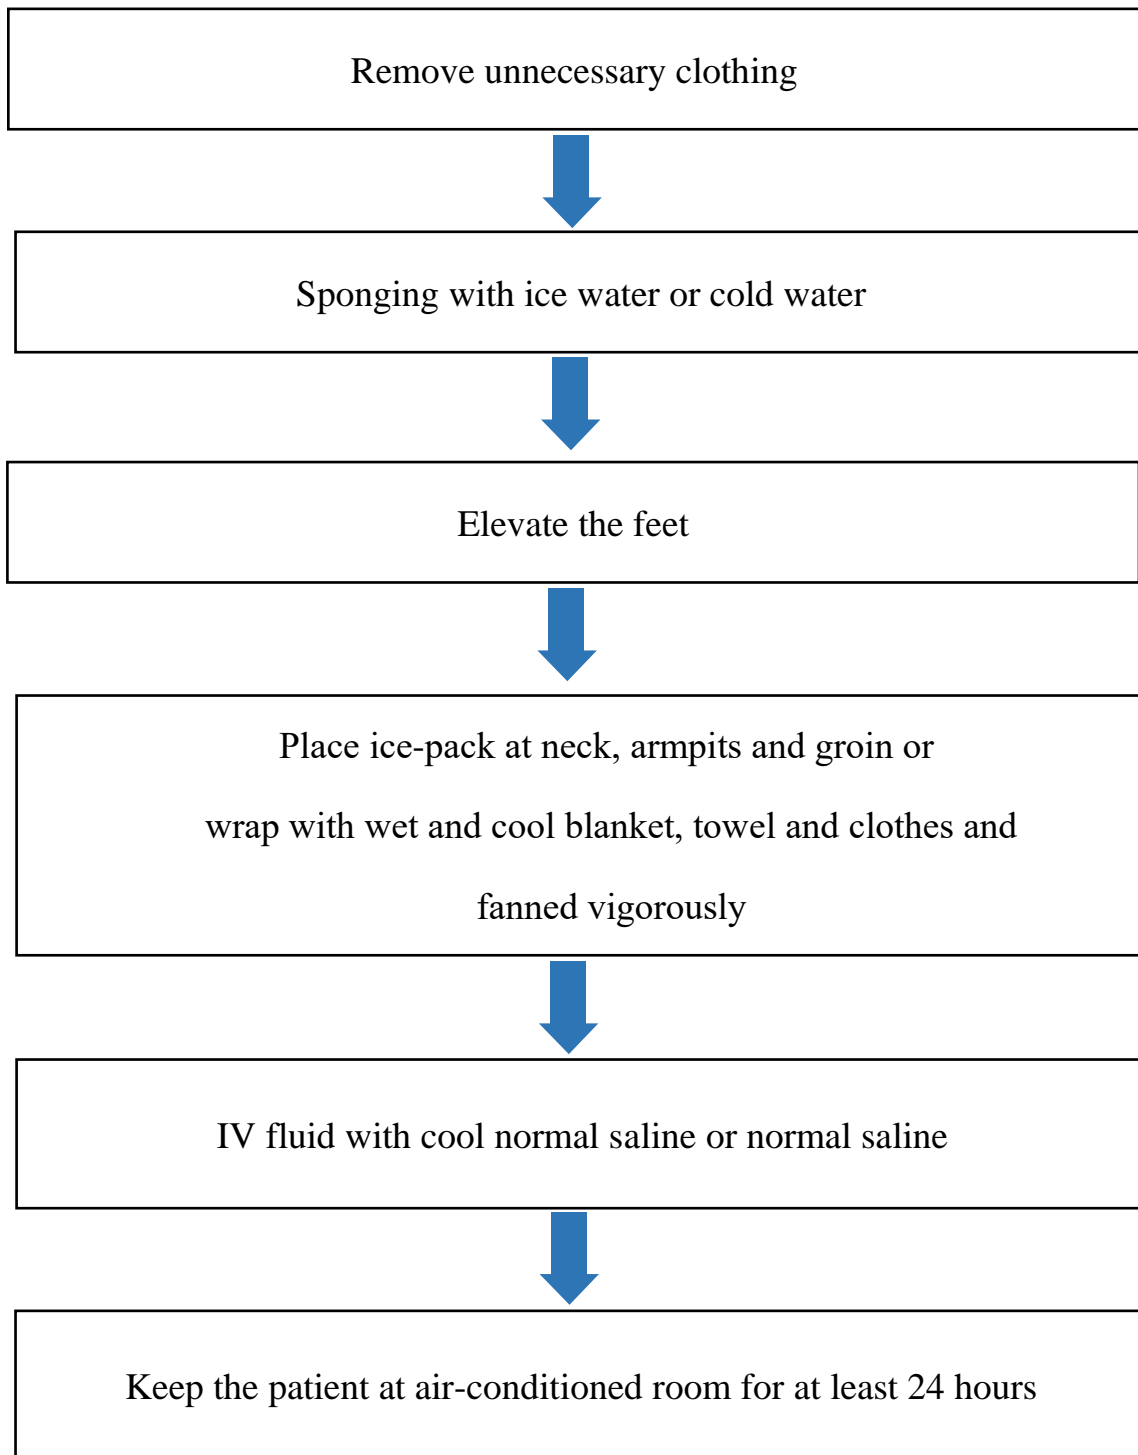 Remove unnecessary clothing
Sponging with ice water or cold water
Elevate the feet
Place ice-pack at neck, armpits and groin or
wrap with wet and cool blanket, towel and clothes and
fanned vigorously
IV fluid with cool normal saline or normal saline
Keep the patient at air-conditioned room for at least 24 hours